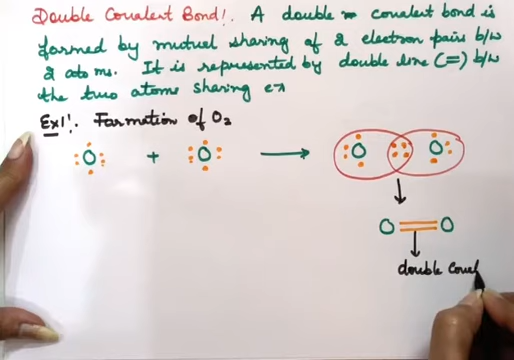 Double Covalent Bond!. A double covalent bond is
formed by mutual sharing of 2 electron pairs b/w
2 atoms. It is represented by double line (=) b/w
the two atoms sharing e⁻s
Ex1!. Formation of O₂
O + O → O O
O=O
double coval